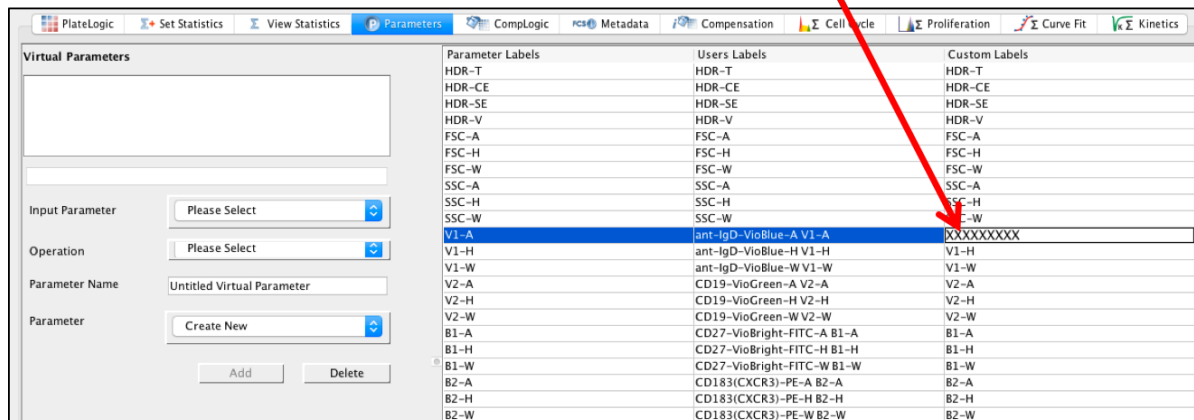 PlateLogic Σ+ Set Statistics Σ View Statistics P Parameters CompLogic FCS Metadata i Compensation Σ Cell Cycle Σ Proliferation Σ Curve Fit K Σ Kinetics
Virtual Parameters
Input Parameter Please Select
Operation Please Select
Parameter Name Untitled Virtual Parameter
Parameter Create New
Add Delete
Parameter Labels Users Labels Custom Labels
HDR-T HDR-T HDR-T
HDR-CE HDR-CE HDR-CE
HDR-SE HDR-SE HDR-SE
HDR-V HDR-V HDR-V
FSC-A FSC-A FSC-A
FSC-H FSC-H FSC-H
FSC-W FSC-W FSC-W
SSC-A SSC-A SSC-A
SSC-H SSC-H SSC-H
SSC-W SSC-W SSC-W
V1-A ant-IgD-VioBlue-A V1-A XXXXXXXXX
V1-H ant-IgD-VioBlue-H V1-H V1-H
V1-W ant-IgD-VioBlue-W V1-W V1-W
V2-A CD19-VioGreen-A V2-A V2-A
V2-H CD19-VioGreen-H V2-H V2-H
V2-W CD19-VioGreen-W V2-W V2-W
B1-A CD27-VioBright-FITC-A B1-A B1-A
B1-H CD27-VioBright-FITC-H B1-H B1-H
B1-W CD27-VioBright-FITC-W B1-W B1-W
B2-A CD183(CXCR3)-PE-A B2-A B2-A
B2-H CD183(CXCR3)-PE-H B2-H B2-H
B2-W CD183(CXCR3)-PE-W B2-W B2-W